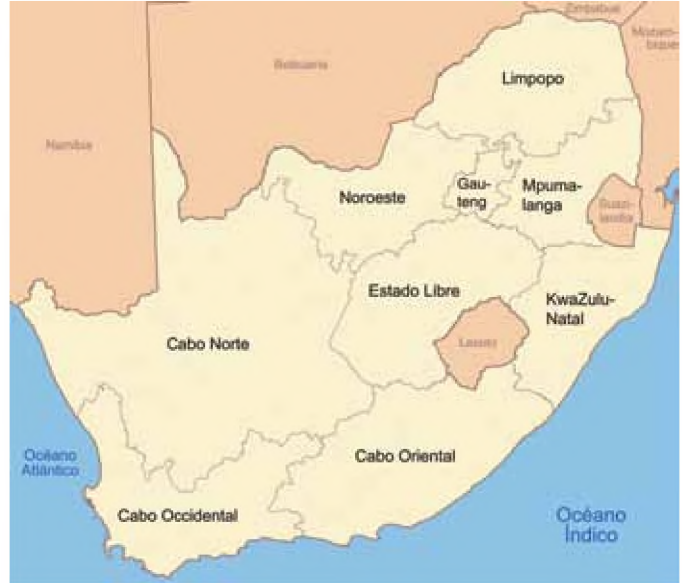 Zimbabue
Mozam-
bique
Botsuana
Limpopo
Namibia
Noroeste
Gau-
teng
Mpuma-
langa
Suazi-
landia
Estado Libre
KwaZulu-
Natal
Cabo Norte
Lesoto
Océano
Atlántico
Cabo Oriental
Cabo Occidental
Océano
Índico